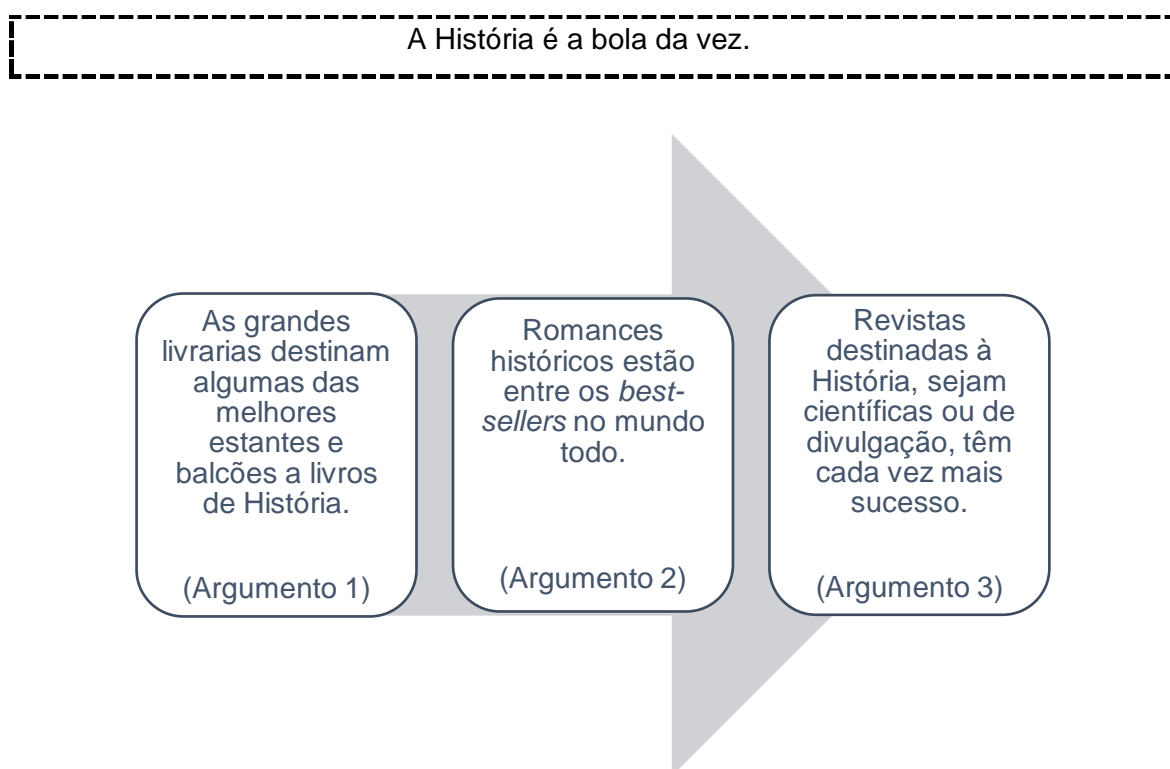 A História é a bola da vez.
As grandes
livrarias destinam
algumas das
melhores
estantes e
balcões a livros
de História.
(Argumento 1)
Romances
históricos estão
entre os best-
sellers no mundo
todo.
(Argumento 2)
Revistas
destinadas à
História, sejam
científicas ou de
divulgação, têm
cada vez mais
sucesso.
(Argumento 3)